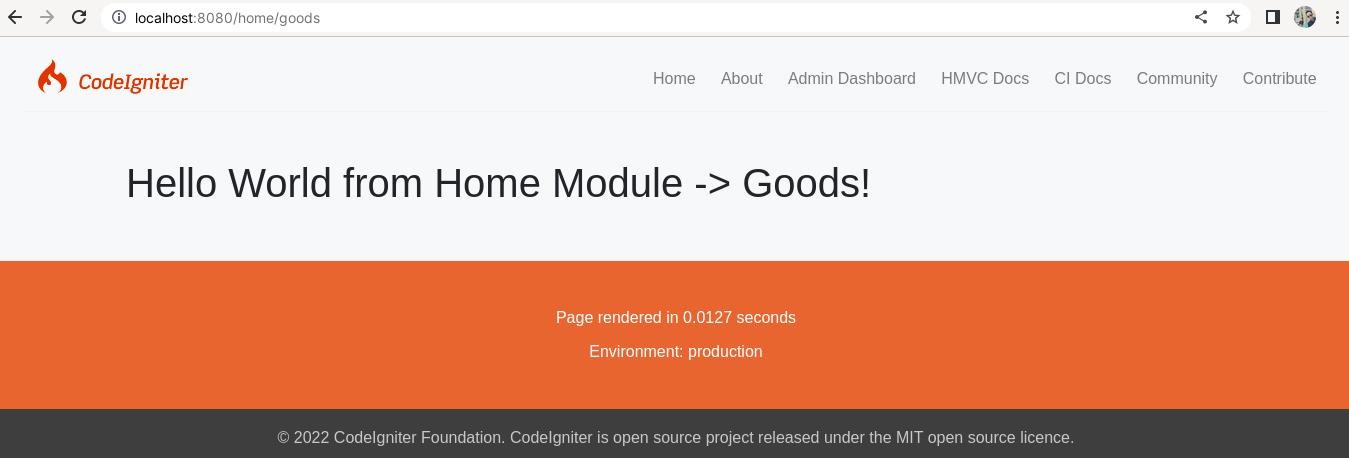 localhost:8080/home/goods
CodeIgniter
Home About Admin Dashboard HMVC Docs CI Docs Community Contribute
Hello World from Home Module -> Goods!
Page rendered in 0.0127 seconds
Environment: production
© 2022 CodeIgniter Foundation. CodeIgniter is open source project released under the MIT open source licence.